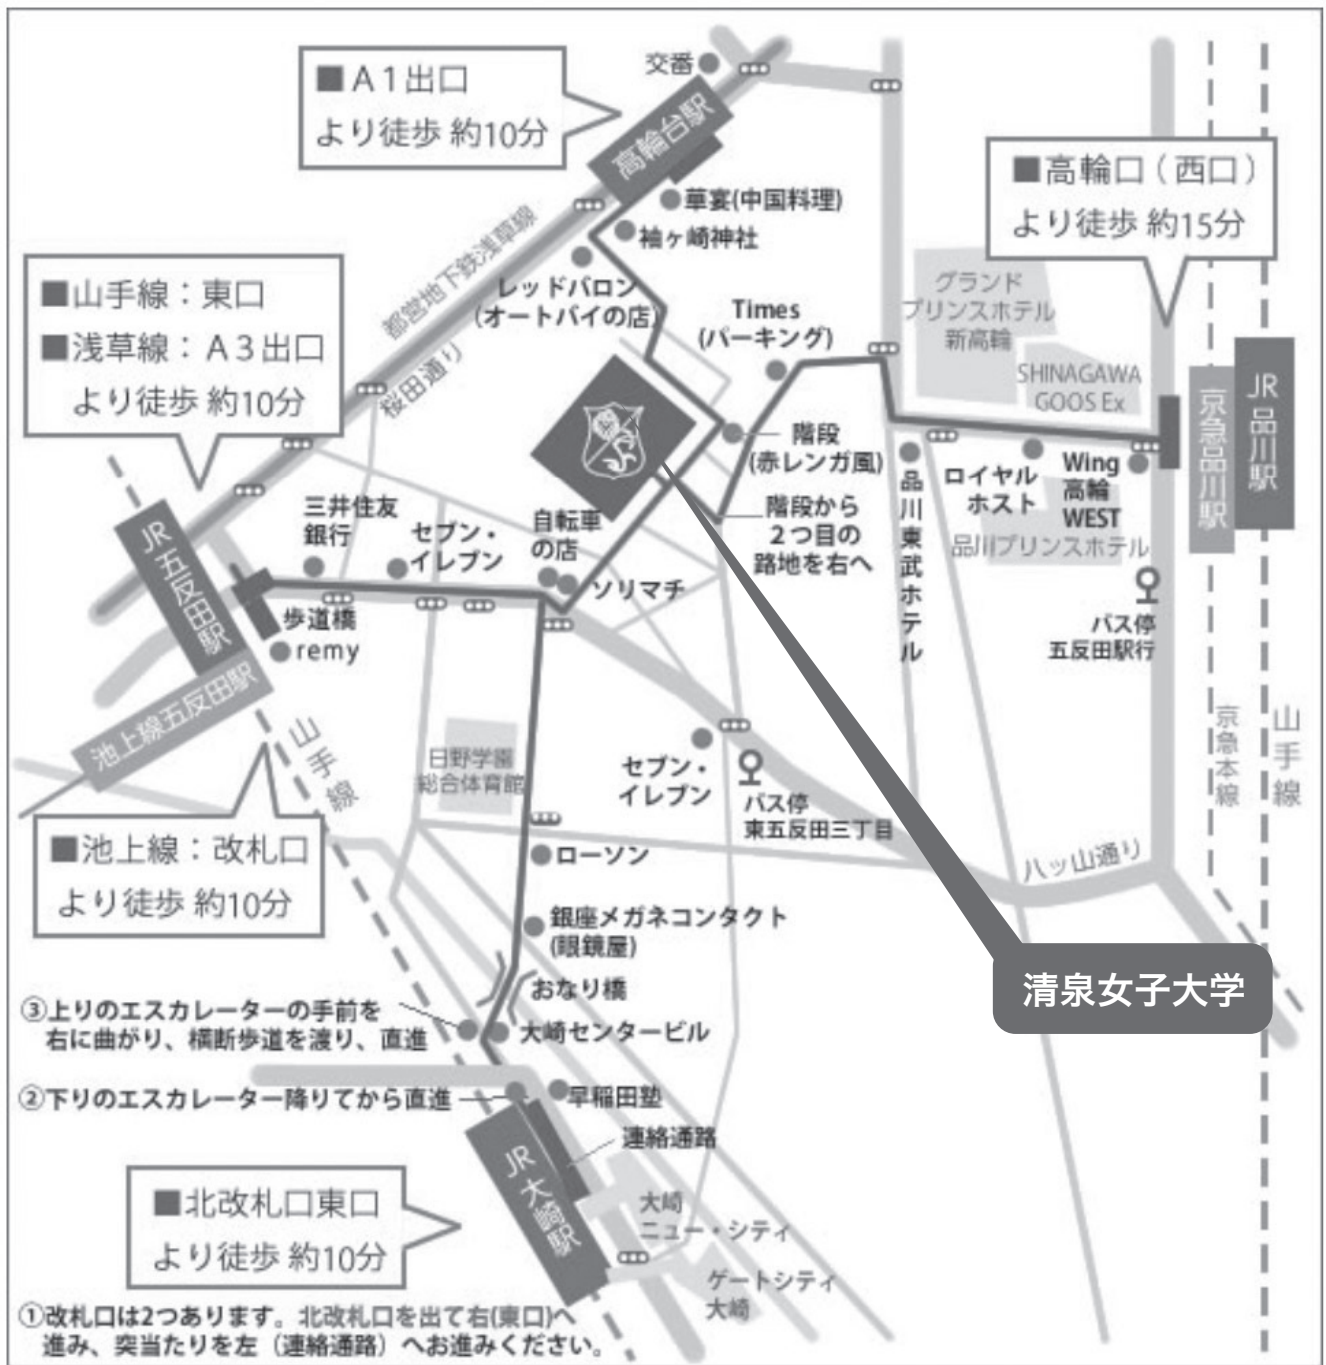 交番
■A1出口
より徒歩 約10分
高輪台駅
■高輪口（西口）
より徒歩 約15分
華宴(中国料理)
袖ヶ崎神社
都営地下鉄浅草線
桜田通り
レッドバロン
(オートバイの店)
■山手線：東口
■浅草線：A3出口
より徒歩 約10分
Times
(パーキング)
グランド
プリンスホテル
新高輪
SHINAGAWA
GOOS Ex
京急品川駅
JR品川駅
階段
(赤レンガ風)
階段から
2つ目の
路地を右へ
品川東武ホテル
ロイヤル
ホスト
Wing
高輪
WEST
品川プリンスホテル
バス停
五反田駅行
三井住友
銀行
セブン・
イレブン
自転車
の店
ソリマチ
JR五反田駅
歩道橋
remy
池上線五反田駅
山手線
日野学園
総合体育館
セブン・
イレブン
バス停
東五反田三丁目
京急本線
山手線
八ッ山通り
■池上線：改札口
より徒歩 約10分
ローソン
銀座メガネコンタクト
(眼鏡屋)
おなり橋
清泉女子大学
③上りのエスカレーターの手前を
右に曲がり、横断歩道を渡り、直進
大崎センタービル
②下りのエスカレーター降りてから直進
早稲田塾
連絡通路
JR大崎駅
■北改札口東口
より徒歩 約10分
大崎
ニュー・シティ
ゲートシティ
大崎
①改札口は2つあります。北改札口を出て右(東口)へ
進み、突当たりを左（連絡通路）へお進みください。